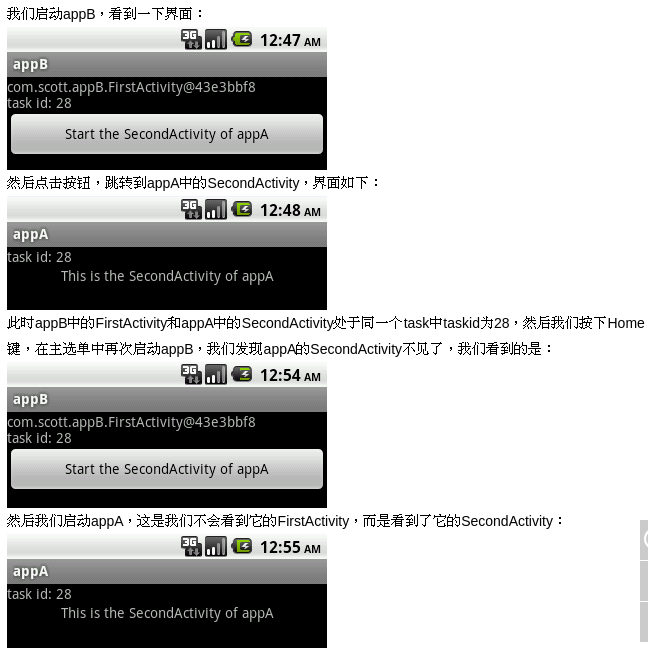 我们启动appB，看到一下界面：
3G 12:47 AM
appB
com.scott.appB.FirstActivity@43e3bbf8
task id: 28
Start the SecondActivity of appA
然后点击按钮，跳转到appA中的SecondActivity，界面如下：
3G 12:48 AM
appA
task id: 28
This is the SecondActivity of appA
此时appB中的FirstActivity和appA中的SecondActivity处于同一个task中taskid为28，然后我们按下Home
键，在主选单中再次启动appB，我们发现appA的SecondActivity不见了，我们看到的是：
3G 12:54 AM
appB
com.scott.appB.FirstActivity@43e3bbf8
task id: 28
Start the SecondActivity of appA
然后我们启动appA，这是我们不会看到它的FirstActivity，而是看到了它的SecondActivity：
3G 12:55 AM
appA
task id: 28
This is the SecondActivity of appA